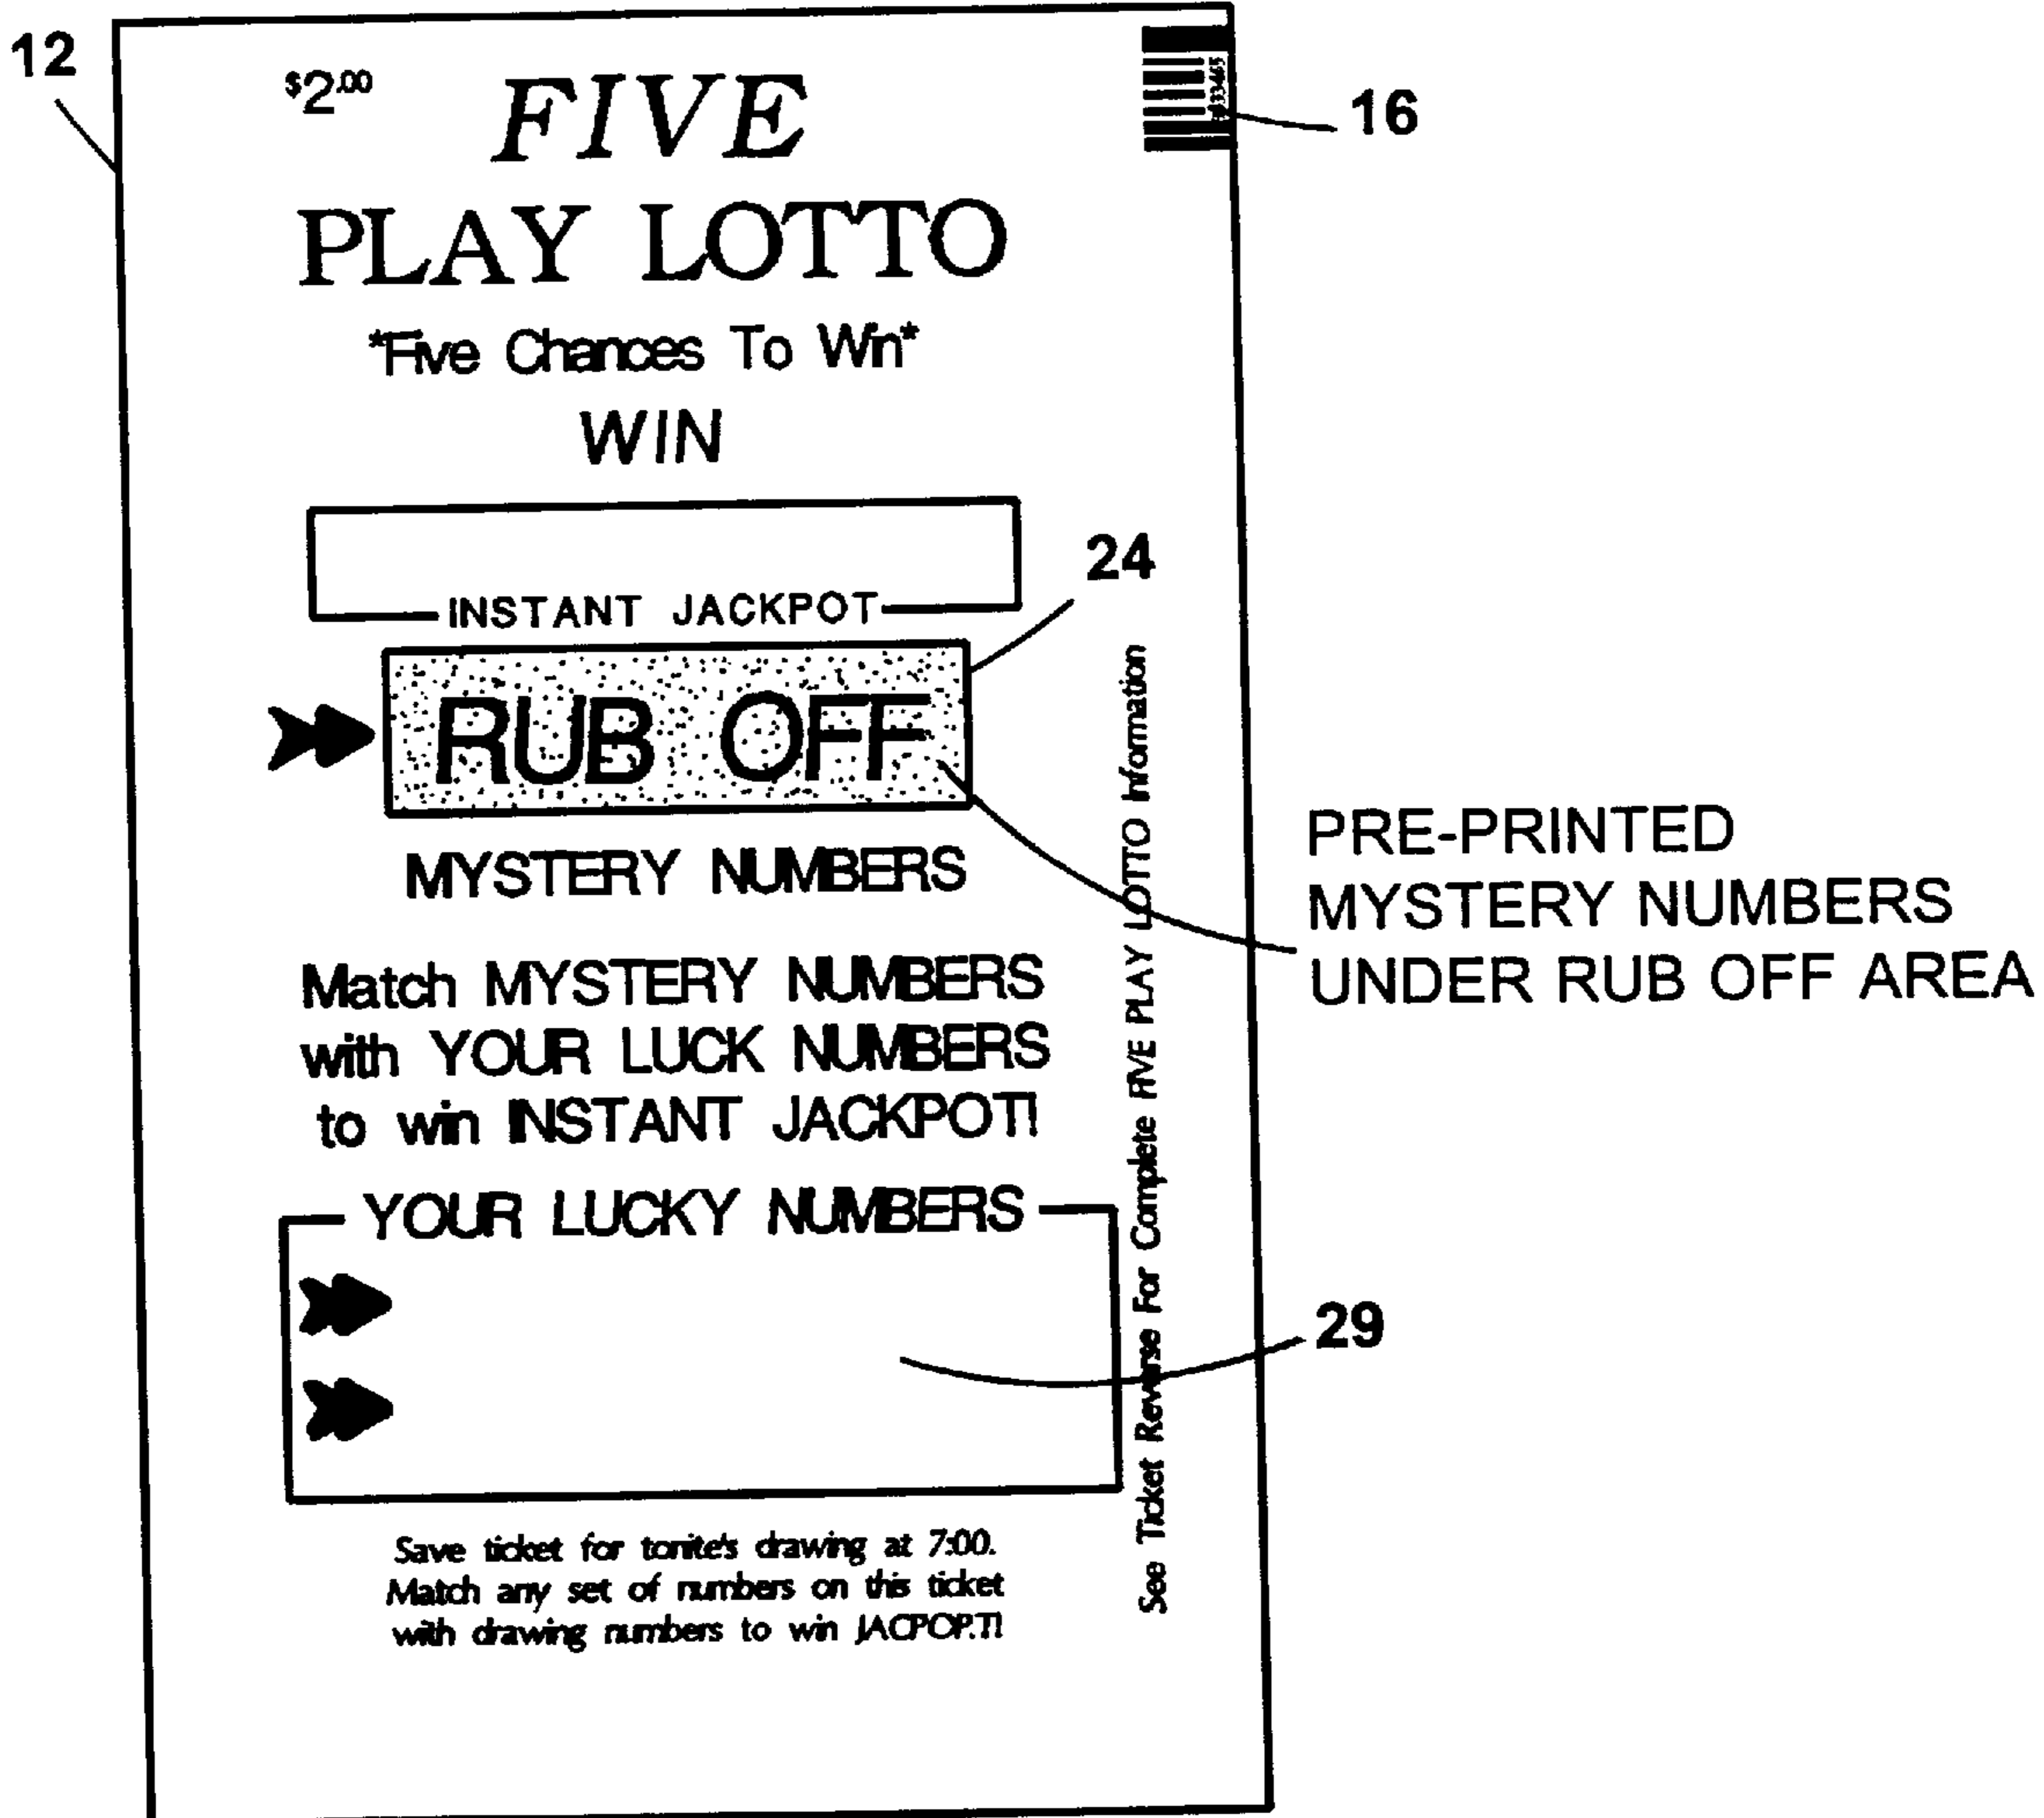 12
$2.00
FIVE
16
PLAY LOTTO
*Five Chances To Win*
WIN
24
INSTANT JACKPOT
RUB OFF
PRE-PRINTED
MYSTERY NUMBERS
UNDER RUB OFF AREA
MYSTERY NUMBERS
Match MYSTERY NUMBERS
with YOUR LUCK NUMBERS
to win INSTANT JACKPOT!
YOUR LUCKY NUMBERS
29
Save ticket for tonite's drawing at 7:00.
Match any set of numbers on this ticket
with drawing numbers to win JACPOP.T!
See Ticket Reverse For Complete FIVE PLAY LOTTO Information